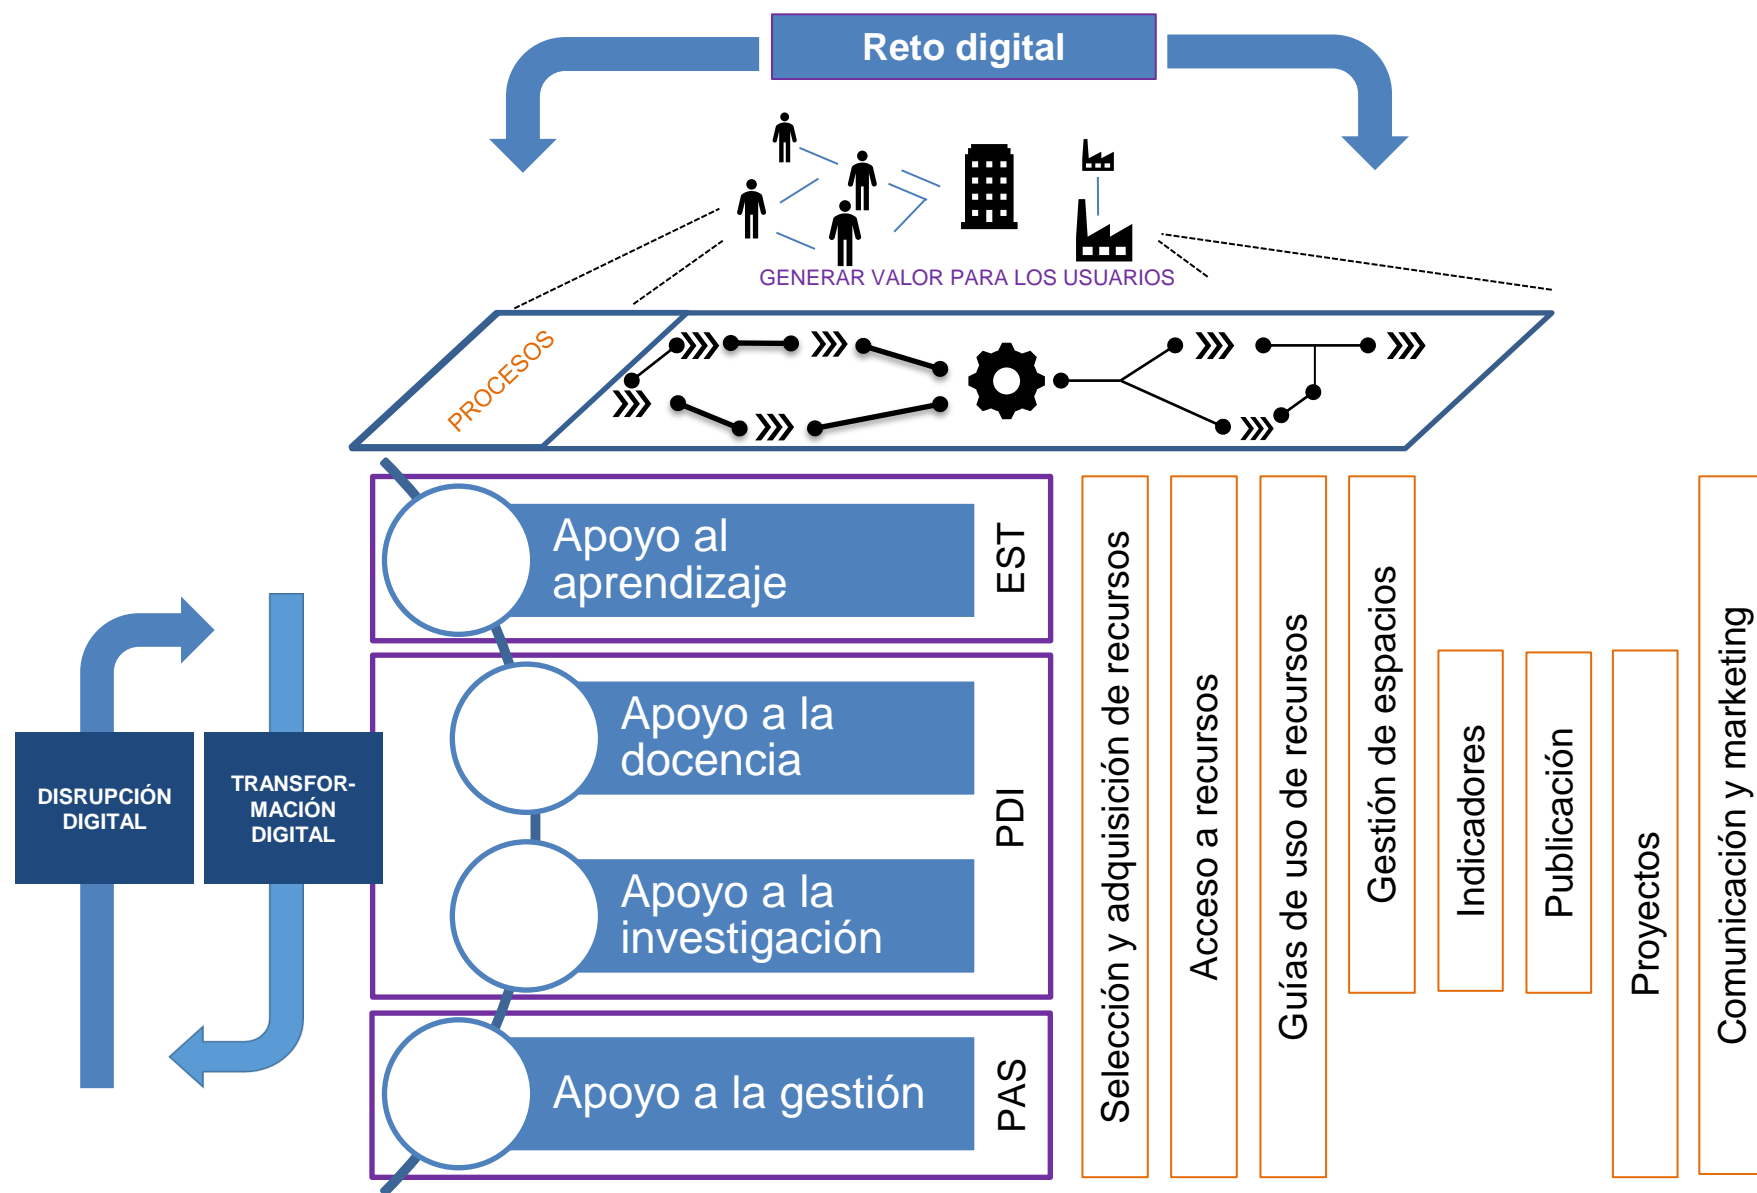 Reto digital
GENERAR VALOR PARA LOS USUARIOS
PROCESOS
Apoyo al
aprendizaje
EST
Apoyo a la
docencia
Apoyo a la
investigación
PDI
Apoyo a la gestión
PAS
DISRUPCIÓN
DIGITAL
TRANSFOR-
MACIÓN
DIGITAL
Selección y adquisición de recursos
Acceso a recursos
Guías de uso de recursos
Gestión de espacios
Indicadores
Publicación
Proyectos
Comunicación y marketing